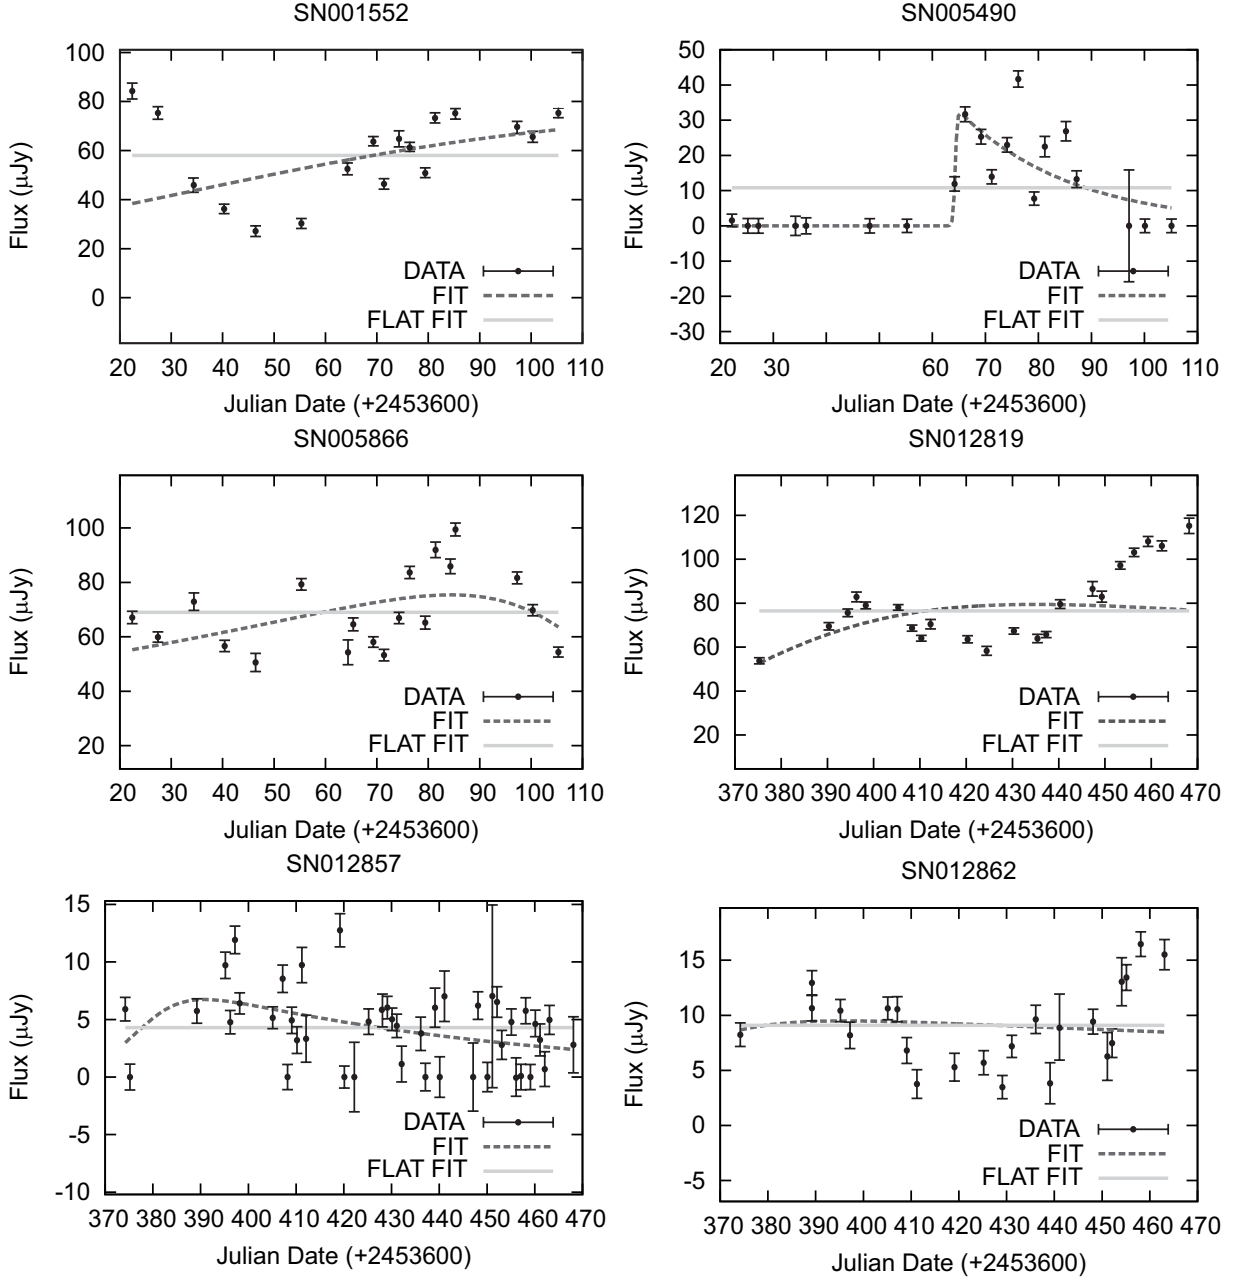 SN001552
SN005490
100
80
60
40
20
0
Flux (μJy)
DATA
FIT
FLAT FIT
20 30 40 50 60 70 80 90 100 110
Julian Date (+2453600)
50
40
30
20
10
0
-10
-20
-30
Flux (μJy)
DATA
FIT
FLAT FIT
20 30 60 70 80 90 100 110
Julian Date (+2453600)
SN005866
SN012819
100
80
60
40
20
Flux (μJy)
DATA
FIT
FLAT FIT
20 30 40 50 60 70 80 90 100 110
Julian Date (+2453600)
120
100
80
60
40
20
Flux (μJy)
DATA
FIT
FLAT FIT
370 380 390 400 410 420 430 440 450 460 470
Julian Date (+2453600)
SN012857
SN012862
15
10
5
0
-5
-10
Flux (μJy)
DATA
FIT
FLAT FIT
370 380 390 400 410 420 430 440 450 460 470
Julian Date (+2453600)
15
10
5
0
-5
Flux (μJy)
DATA
FIT
FLAT FIT
370 380 390 400 410 420 430 440 450 460 470
Julian Date (+2453600)